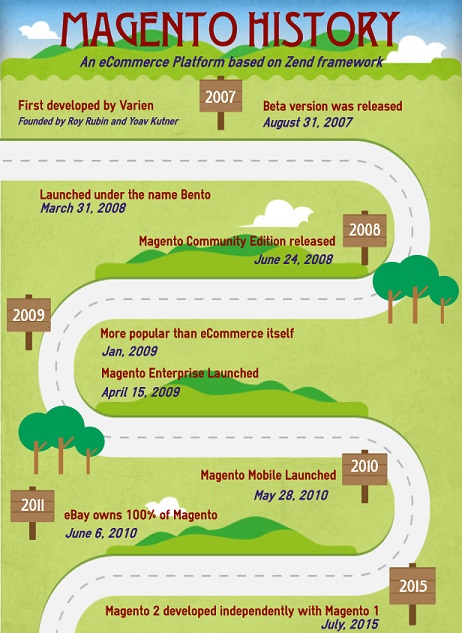 MAGENTO HISTORY
An eCommerce Platform based on Zend framework
2007
First developed by Varien
Founded by Roy Rubin and Yoav Kutner
Beta version was released
August 31, 2007
Launched under the name Bento
March 31, 2008
2008
Magento Community Edition released
June 24, 2008
2009
More popular than eCommerce itself
Jan, 2009
Magento Enterprise Launched
April 15, 2009
2010
Magento Mobile Launched
May 28, 2010
2011
eBay owns 100% of Magento
June 6, 2010
2015
Magento 2 developed independently with Magento 1
July, 2015